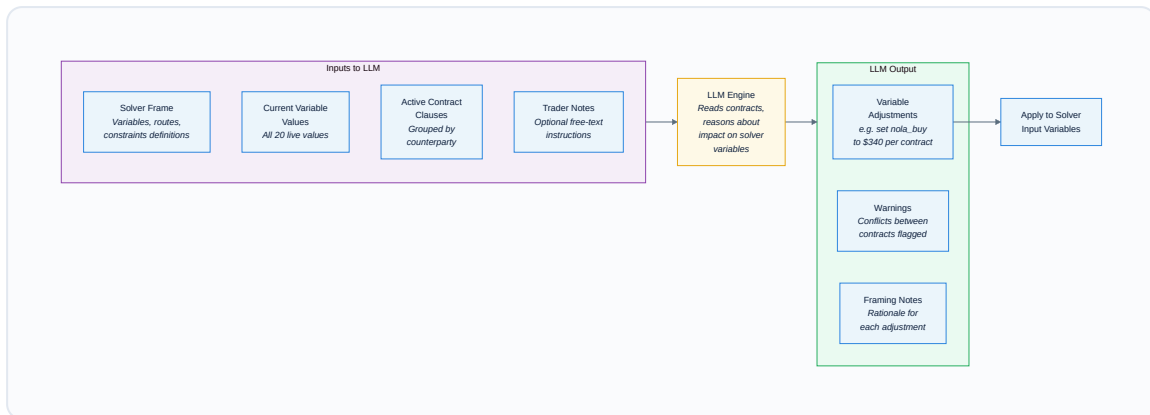 Inputs to LLM
Solver Frame
Variables, routes,
constraints definitions
Current Variable
Values
All 20 live values
Active Contract
Clauses
Grouped by
counterparty
Trader Notes
Optional free-text
instructions
LLM Engine
Reads contracts,
reasons about
impact on solver
variables
LLM Output
Variable
Adjustments
e.g. set nola_buy
to $340 per contract
Warnings
Conflicts between
contracts flagged
Framing Notes
Rationale for
each adjustment
Apply to Solver
Input Variables